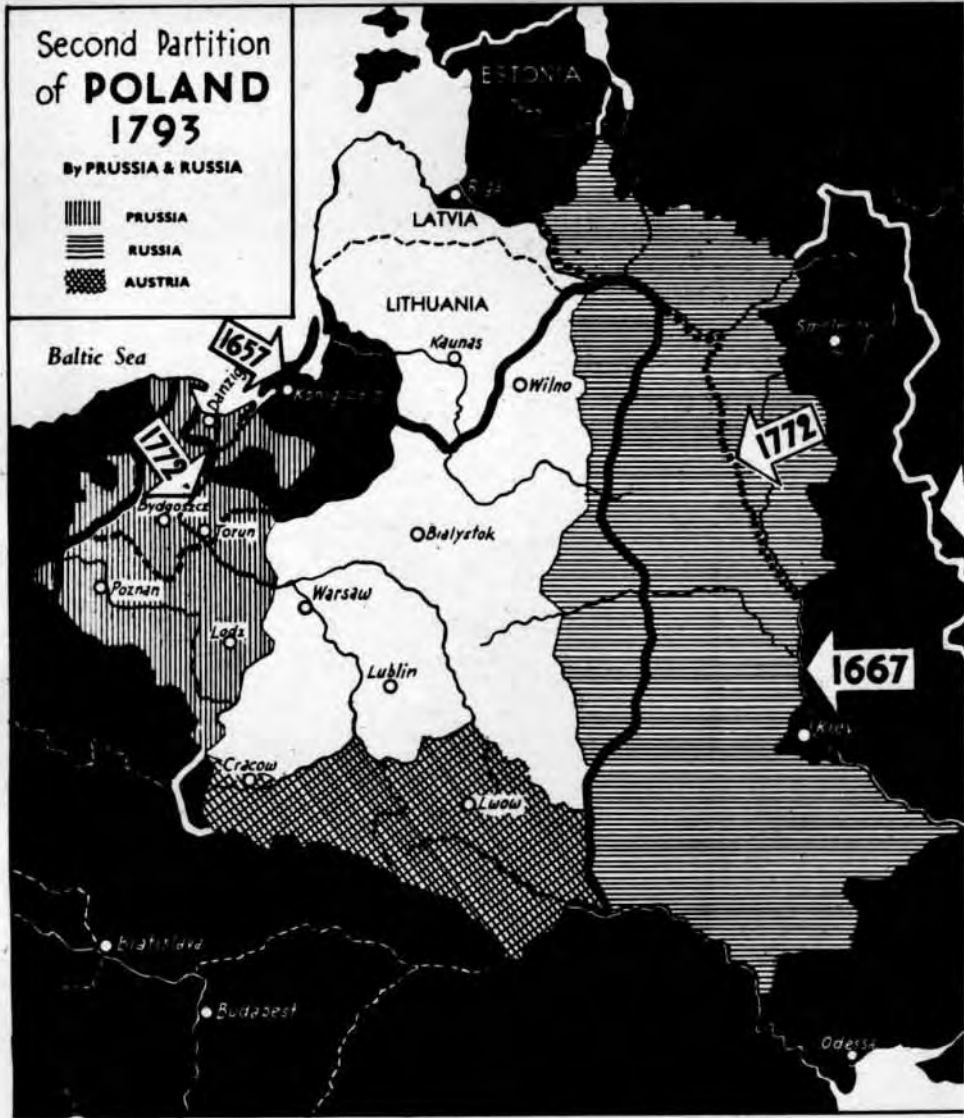 Second Partition
of POLAND
1793
By PRUSSIA & RUSSIA
PRUSSIA
RUSSIA
AUSTRIA
ESTONIA
LATVIA
LITHUANIA
Baltic Sea
1657
Kaunas
Wilno
Danzig
1772
1772
Bydgoszcz
Torun
Bialystok
Poznan
Warsaw
Lodz
Lublin
1667
Kiev
Cracow
Lwow
Bratislava
Budapest
Odessa